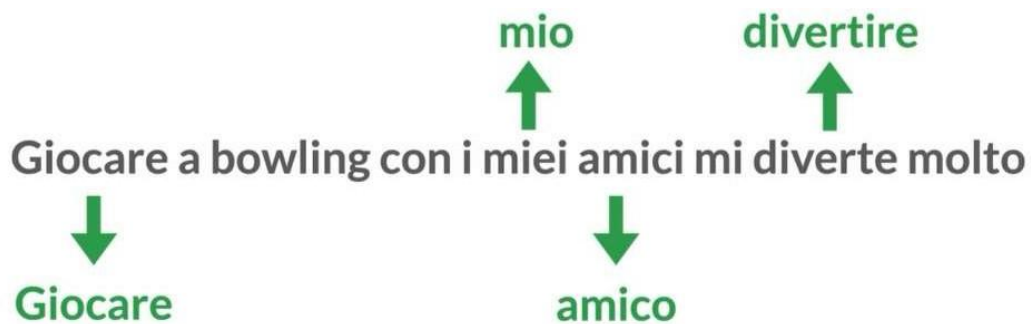 mio divertire
Giocare a bowling con i miei amici mi diverte molto
Giocare amico